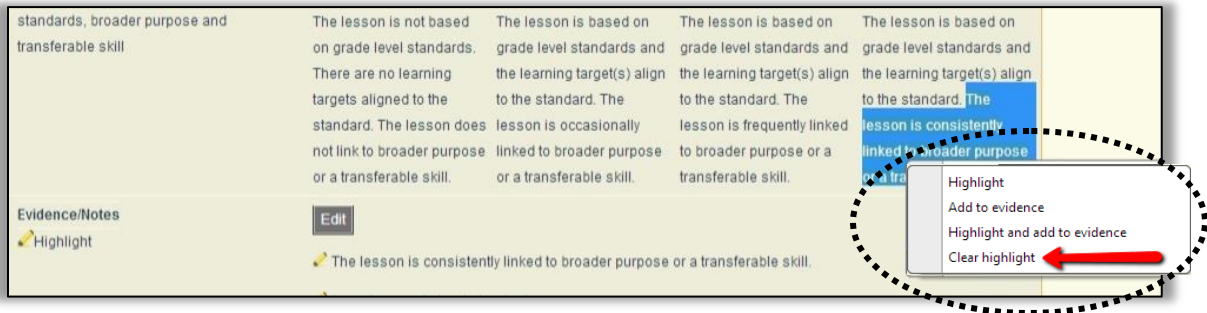 standards, broader purpose and
transferable skill
The lesson is not based
on grade level standards.
There are no learning
targets aligned to the
standard. The lesson does
not link to broader purpose
or a transferable skill.
The lesson is based on
grade level standards and
the learning target(s) align
to the standard. The
lesson is occasionally
linked to broader purpose
or a transferable skill.
The lesson is based on
grade level standards and
the learning target(s) align
to the standard. The
lesson is frequently linked
to broader purpose or a
transferable skill.
The lesson is based on
grade level standards and
the learning target(s) align
to the standard. The
lesson is consistently
linked to broader purpose
or a
Highlight
Add to evidence
Highlight and add to evidence
Clear highlight
Evidence/Notes
Highlight
Edit
The lesson is consistently linked to broader purpose or a transferable skill.